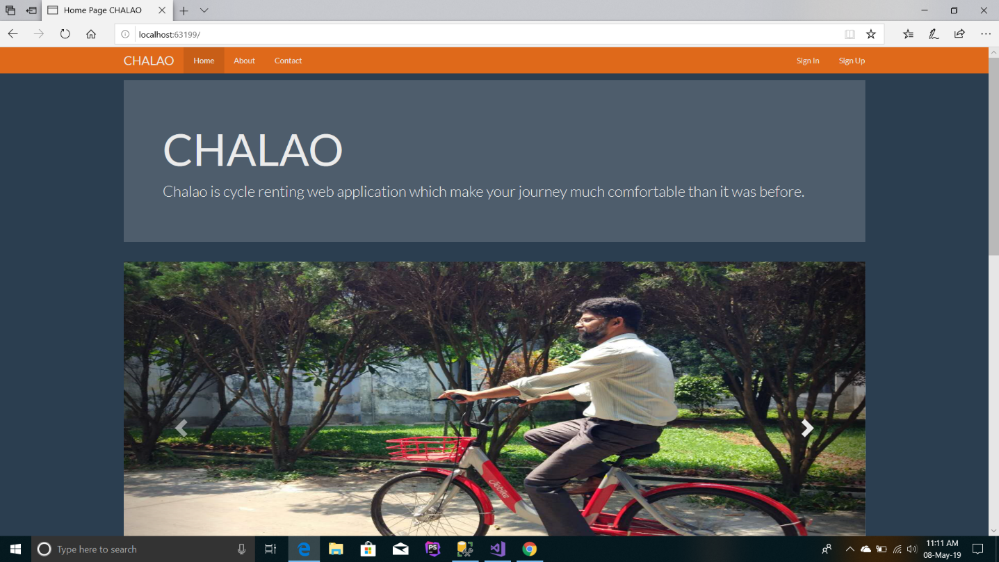 Home Page CHALAO
localhost:63199/
CHALAO Home About Contact Sign In Sign Up
CHALAO
Chalao is cycle renting web application which make your journey much comfortable than it was before.
Jobike
Type here to search
PS
11:11 AM
08-May-19